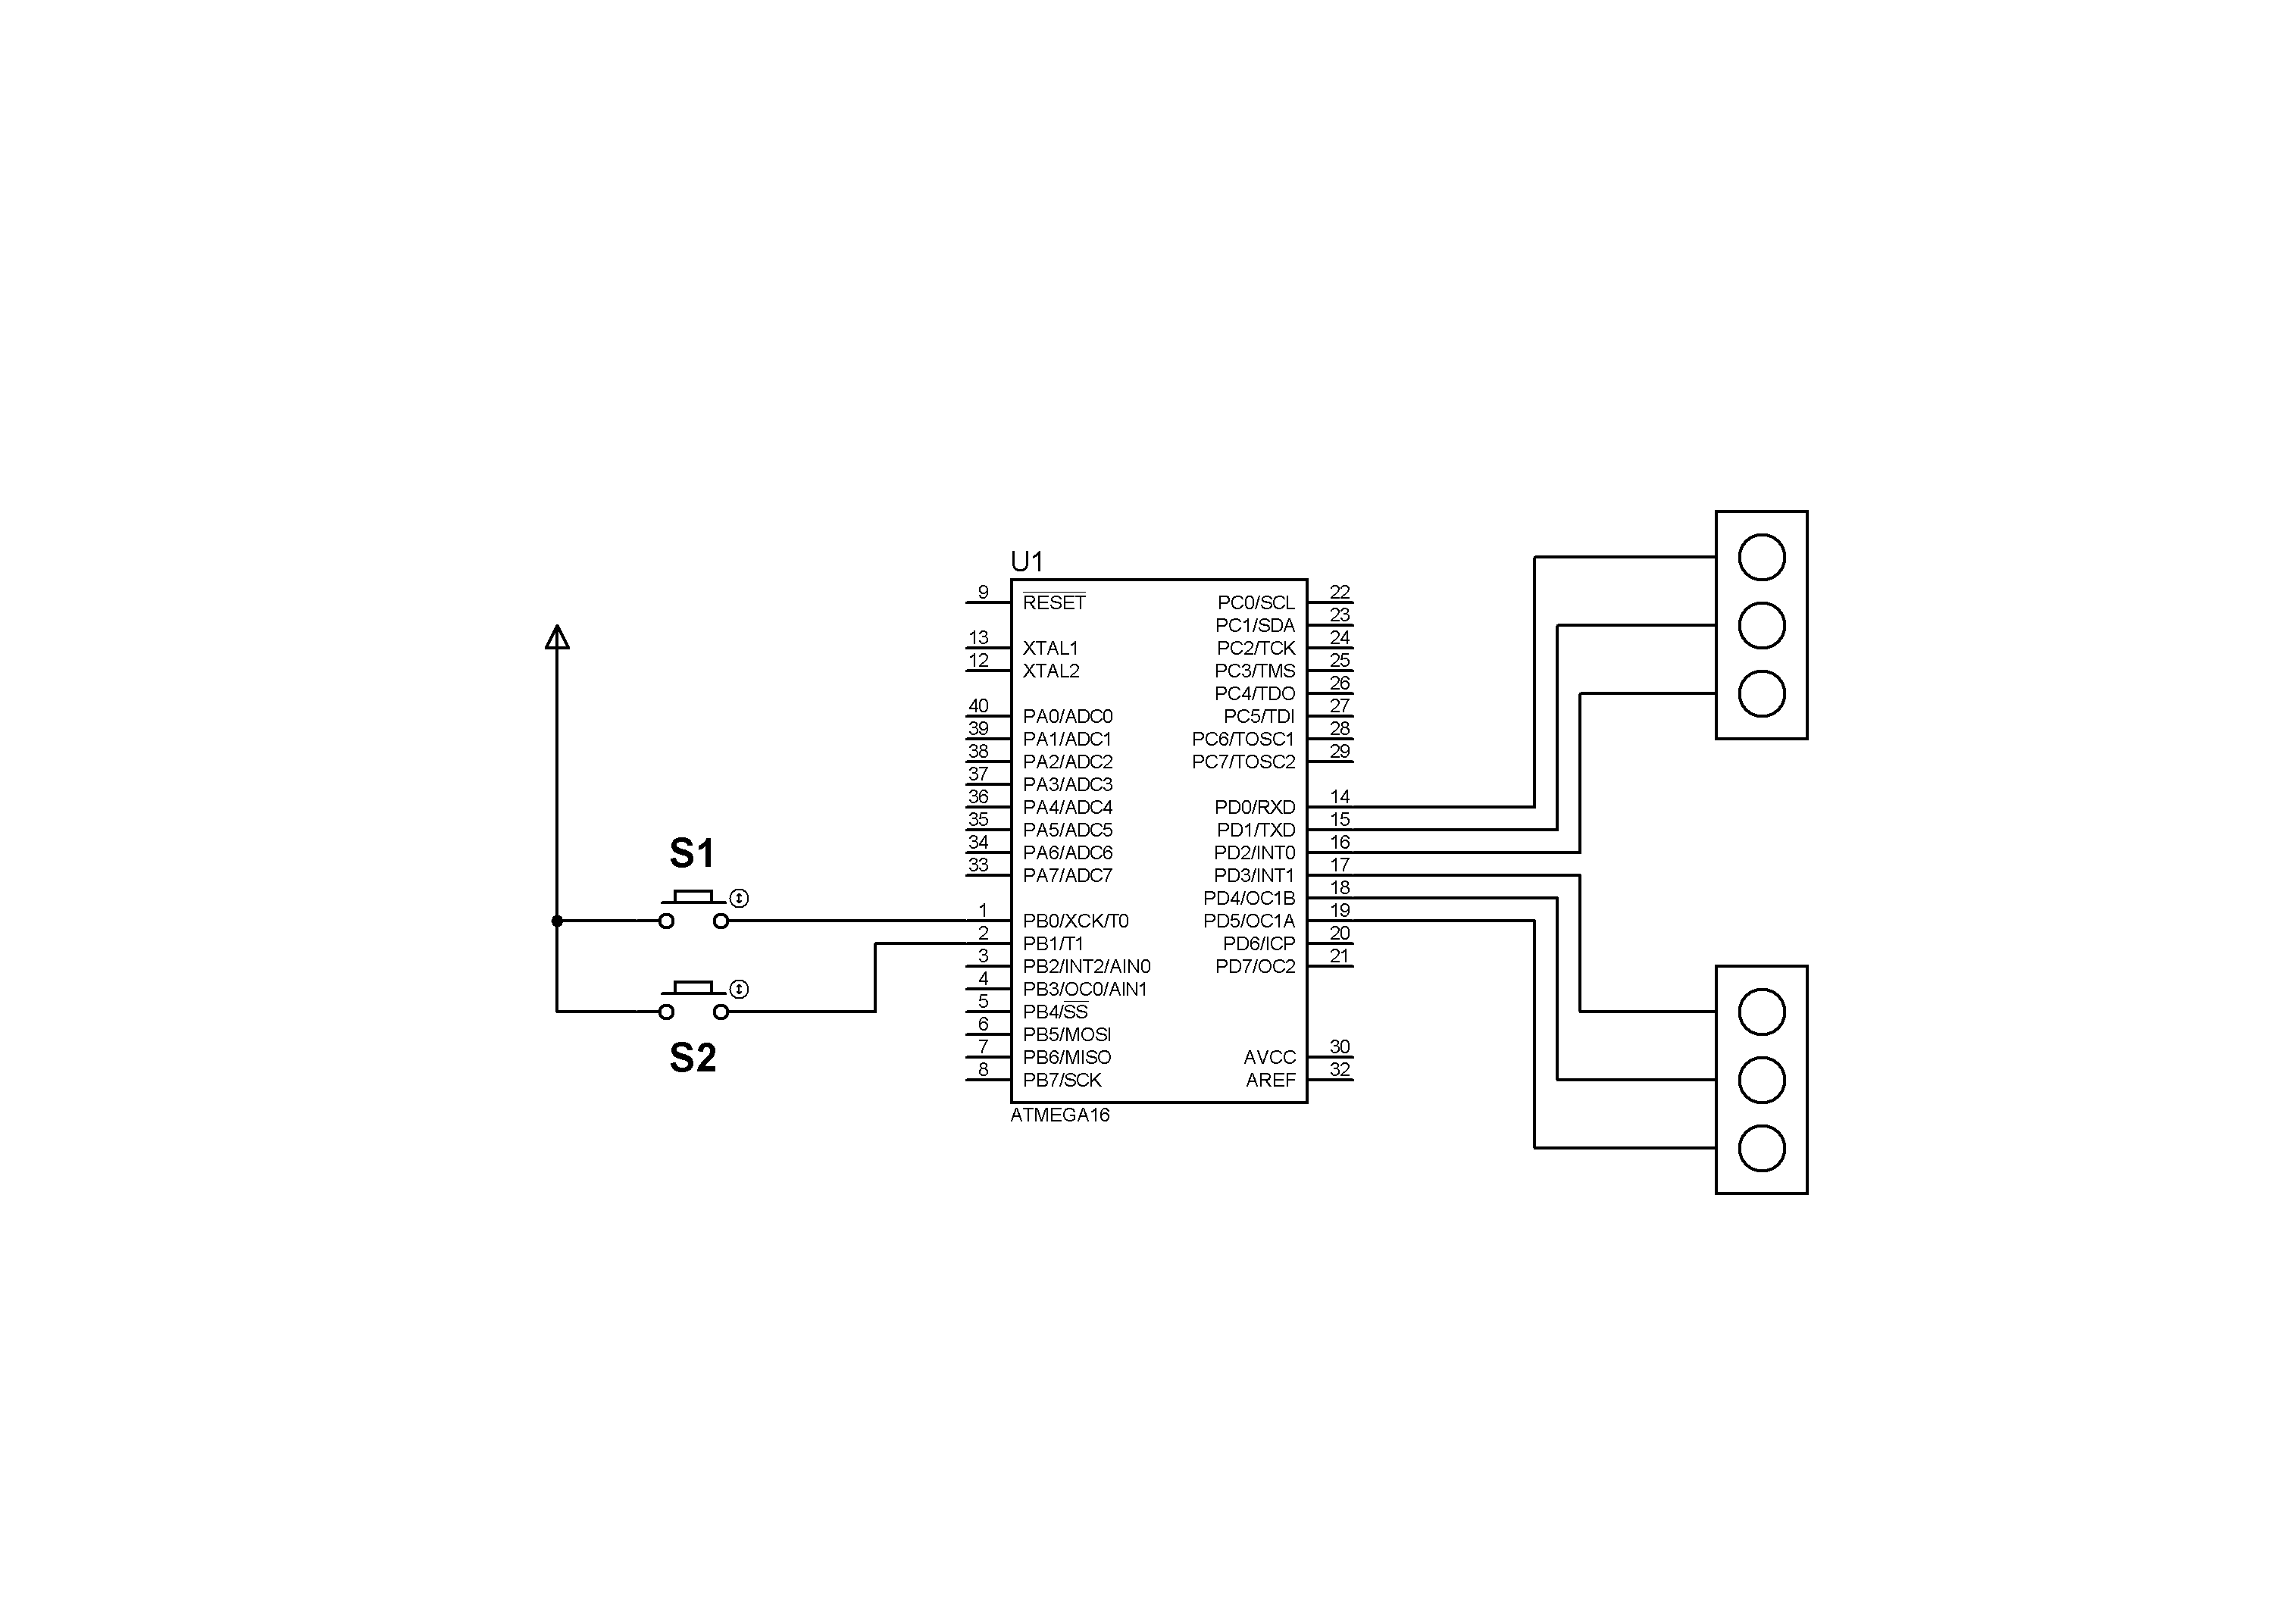 U1
9 RESET
13 XTAL1
12 XTAL2
40 PA0/ADC0
39 PA1/ADC1
38 PA2/ADC2
37 PA3/ADC3
36 PA4/ADC4
35 PA5/ADC5
34 PA6/ADC6
33 PA7/ADC7
1 PB0/XCK/T0
2 PB1/T1
3 PB2/INT2/AIN0
4 PB3/OC0/AIN1
5 PB4/SS
6 PB5/MOSI
7 PB6/MISO
8 PB7/SCK
PC0/SCL 22
PC1/SDA 23
PC2/TCK 24
PC3/TMS 25
PC4/TDO 26
PC5/TDI 27
PC6/TOSC1 28
PC7/TOSC2 29
PD0/RXD 14
PD1/TXD 15
PD2/INT0 16
PD3/INT1 17
PD4/OC1B 18
PD5/OC1A 19
PD6/ICP 20
PD7/OC2 21
AVCC 30
AREF 32
ATMEGA16
S1
S2